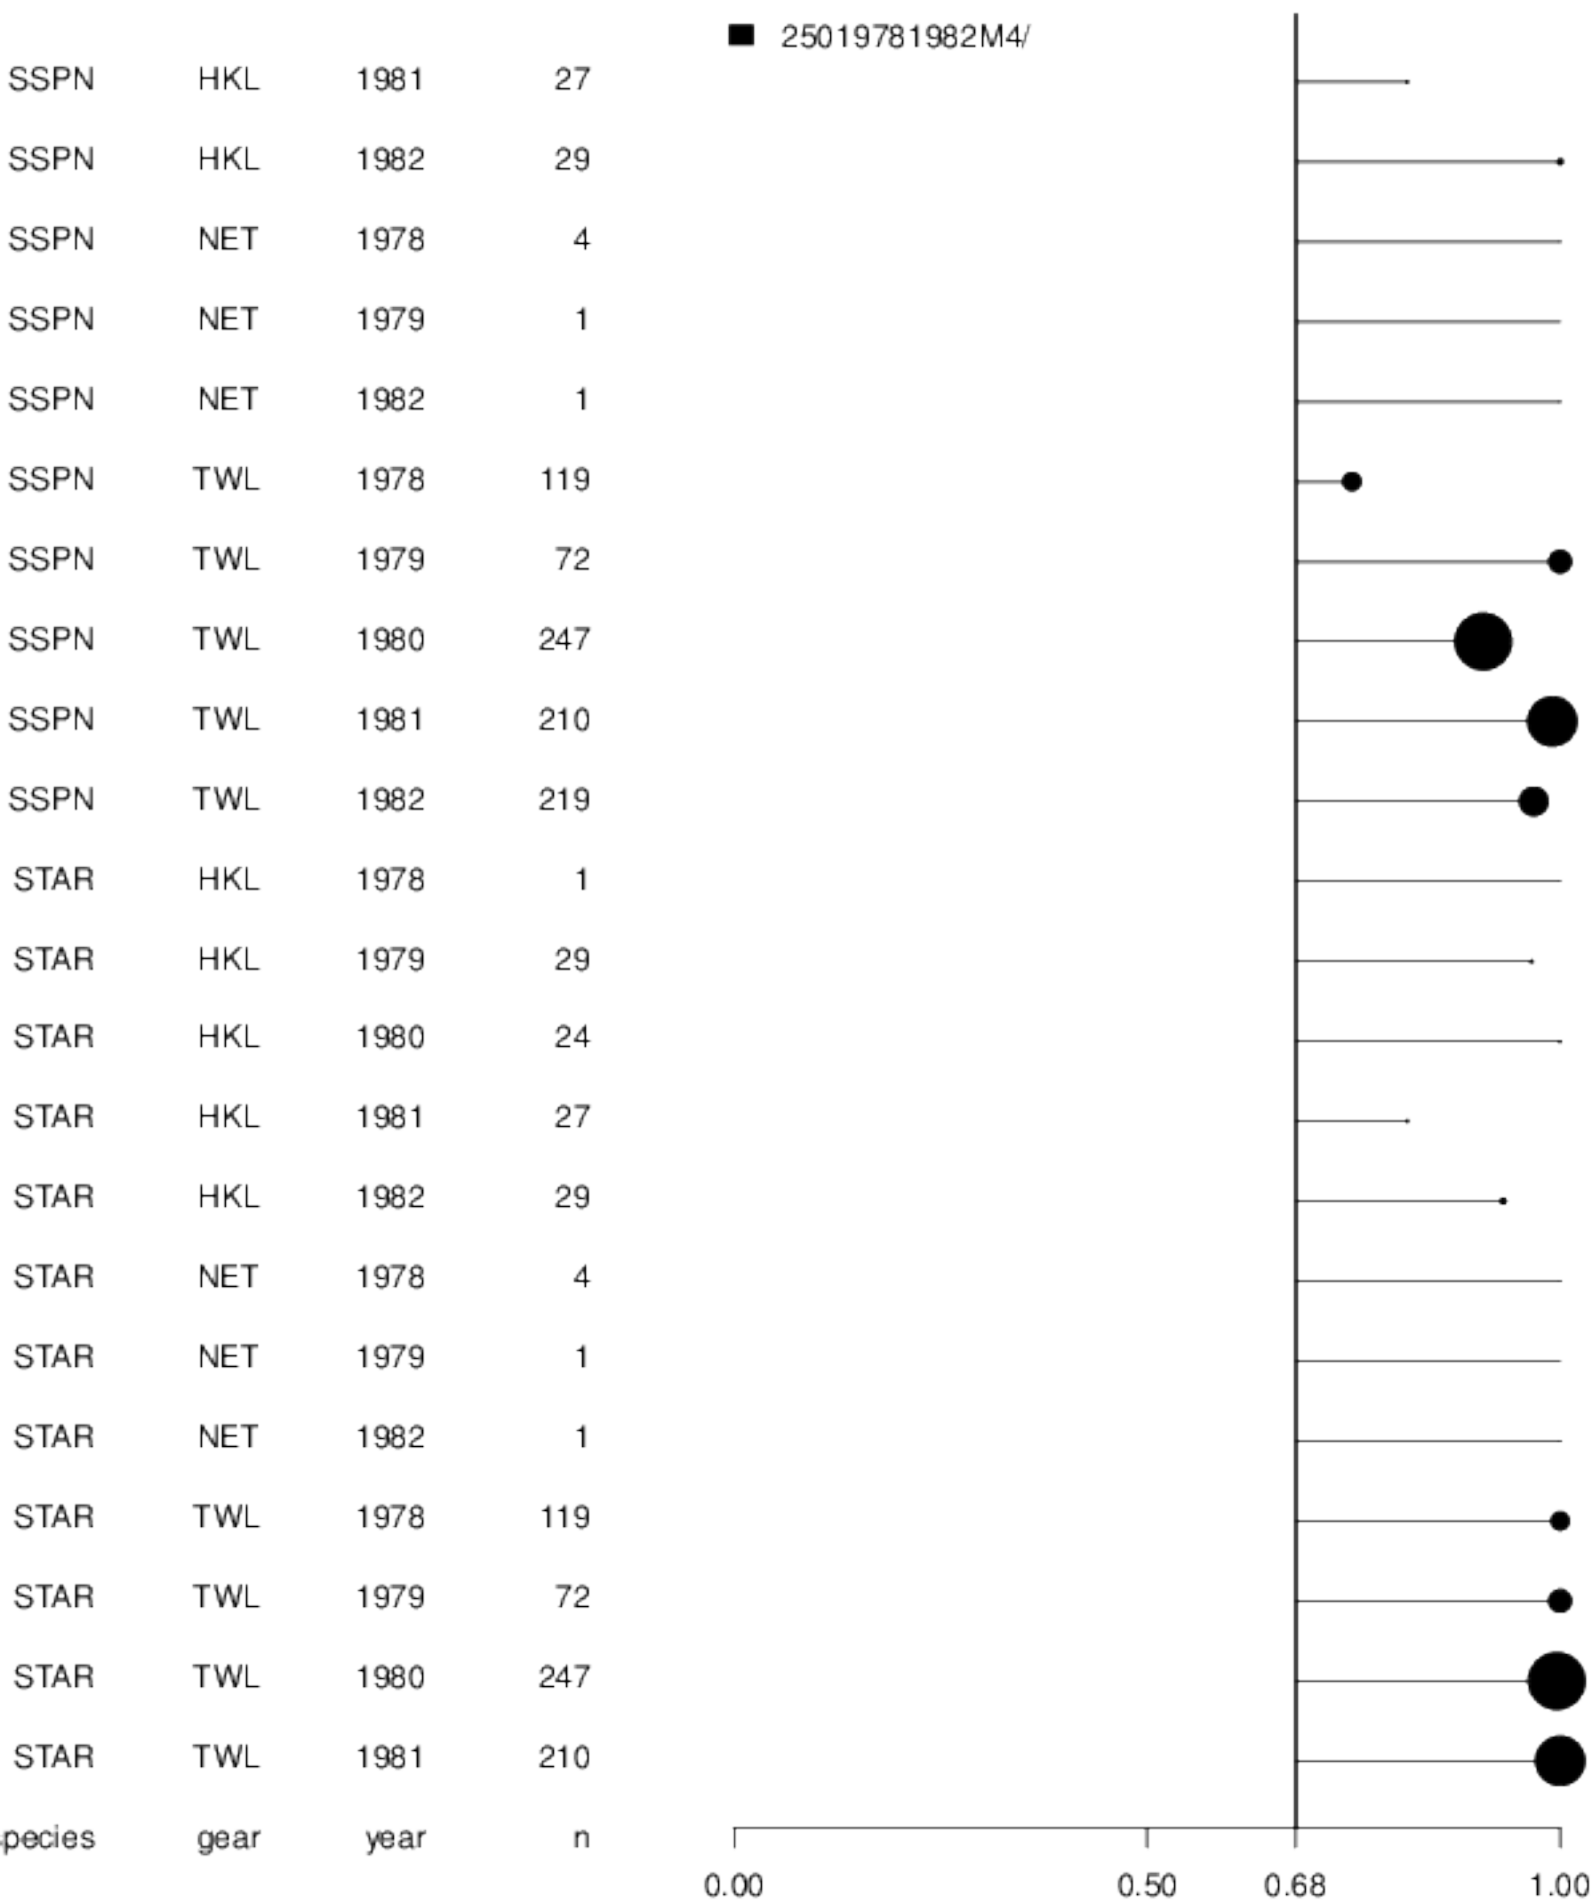 25019781982M4/
SSPN HKL 1981 27
SSPN HKL 1982 29
SSPN NET 1978 4
SSPN NET 1979 1
SSPN NET 1982 1
SSPN TWL 1978 119
SSPN TWL 1979 72
SSPN TWL 1980 247
SSPN TWL 1981 210
SSPN TWL 1982 219
STAR HKL 1978 1
STAR HKL 1979 29
STAR HKL 1980 24
STAR HKL 1981 27
STAR HKL 1982 29
STAR NET 1978 4
STAR NET 1979 1
STAR NET 1982 1
STAR TWL 1978 119
STAR TWL 1979 72
STAR TWL 1980 247
STAR TWL 1981 210
pecies gear year n
0.00 0.50 0.68 1.00